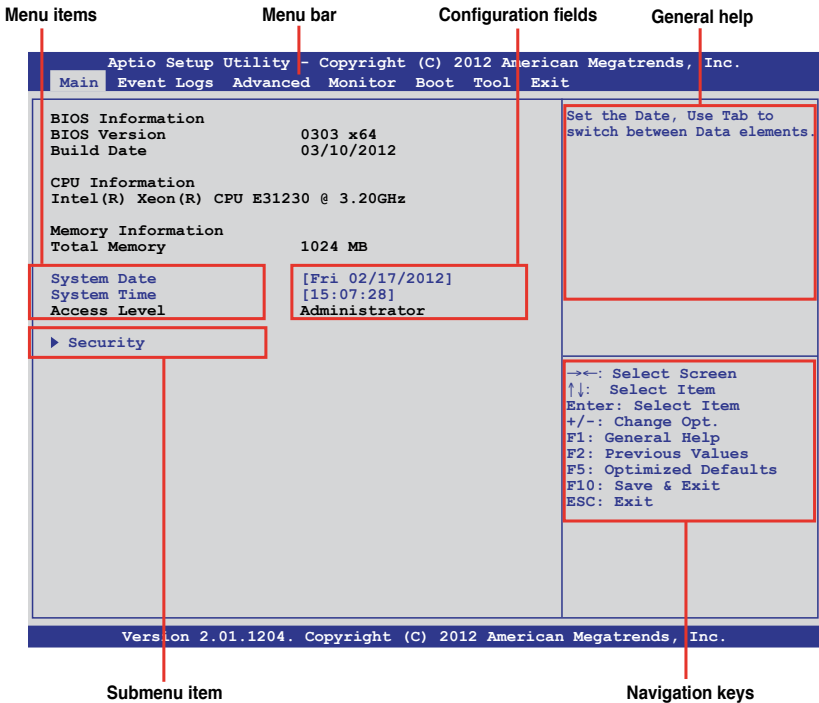 Menu items Menu bar Configuration fields General help
Aptio Setup Utility - Copyright (C) 2012 American Megatrends, Inc.
Main Event Logs Advanced Monitor Boot Tool Exit
BIOS Information
BIOS Version 0303 x64
Build Date 03/10/2012
CPU Information
Intel(R) Xeon(R) CPU E31230 @ 3.20GHz
Memory Information
Total Memory 1024 MB
System Date [Fri 02/17/2012]
System Time [15:07:28]
Access Level Administrator
▶ Security
Set the Date, Use Tab to
switch between Data elements.
→←: Select Screen
↑↓: Select Item
Enter: Select Item
+/-: Change Opt.
F1: General Help
F2: Previous Values
F5: Optimized Defaults
F10: Save & Exit
ESC: Exit
Version 2.01.1204. Copyright (C) 2012 American Megatrends, Inc.
Submenu item Navigation keys